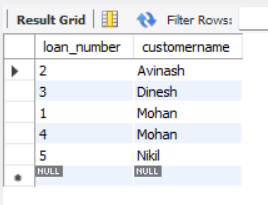 Result Grid Filter Rows:
loan_number customername
2 Avinash
3 Dinesh
1 Mohan
4 Mohan
5 Nikil
NULL NULL